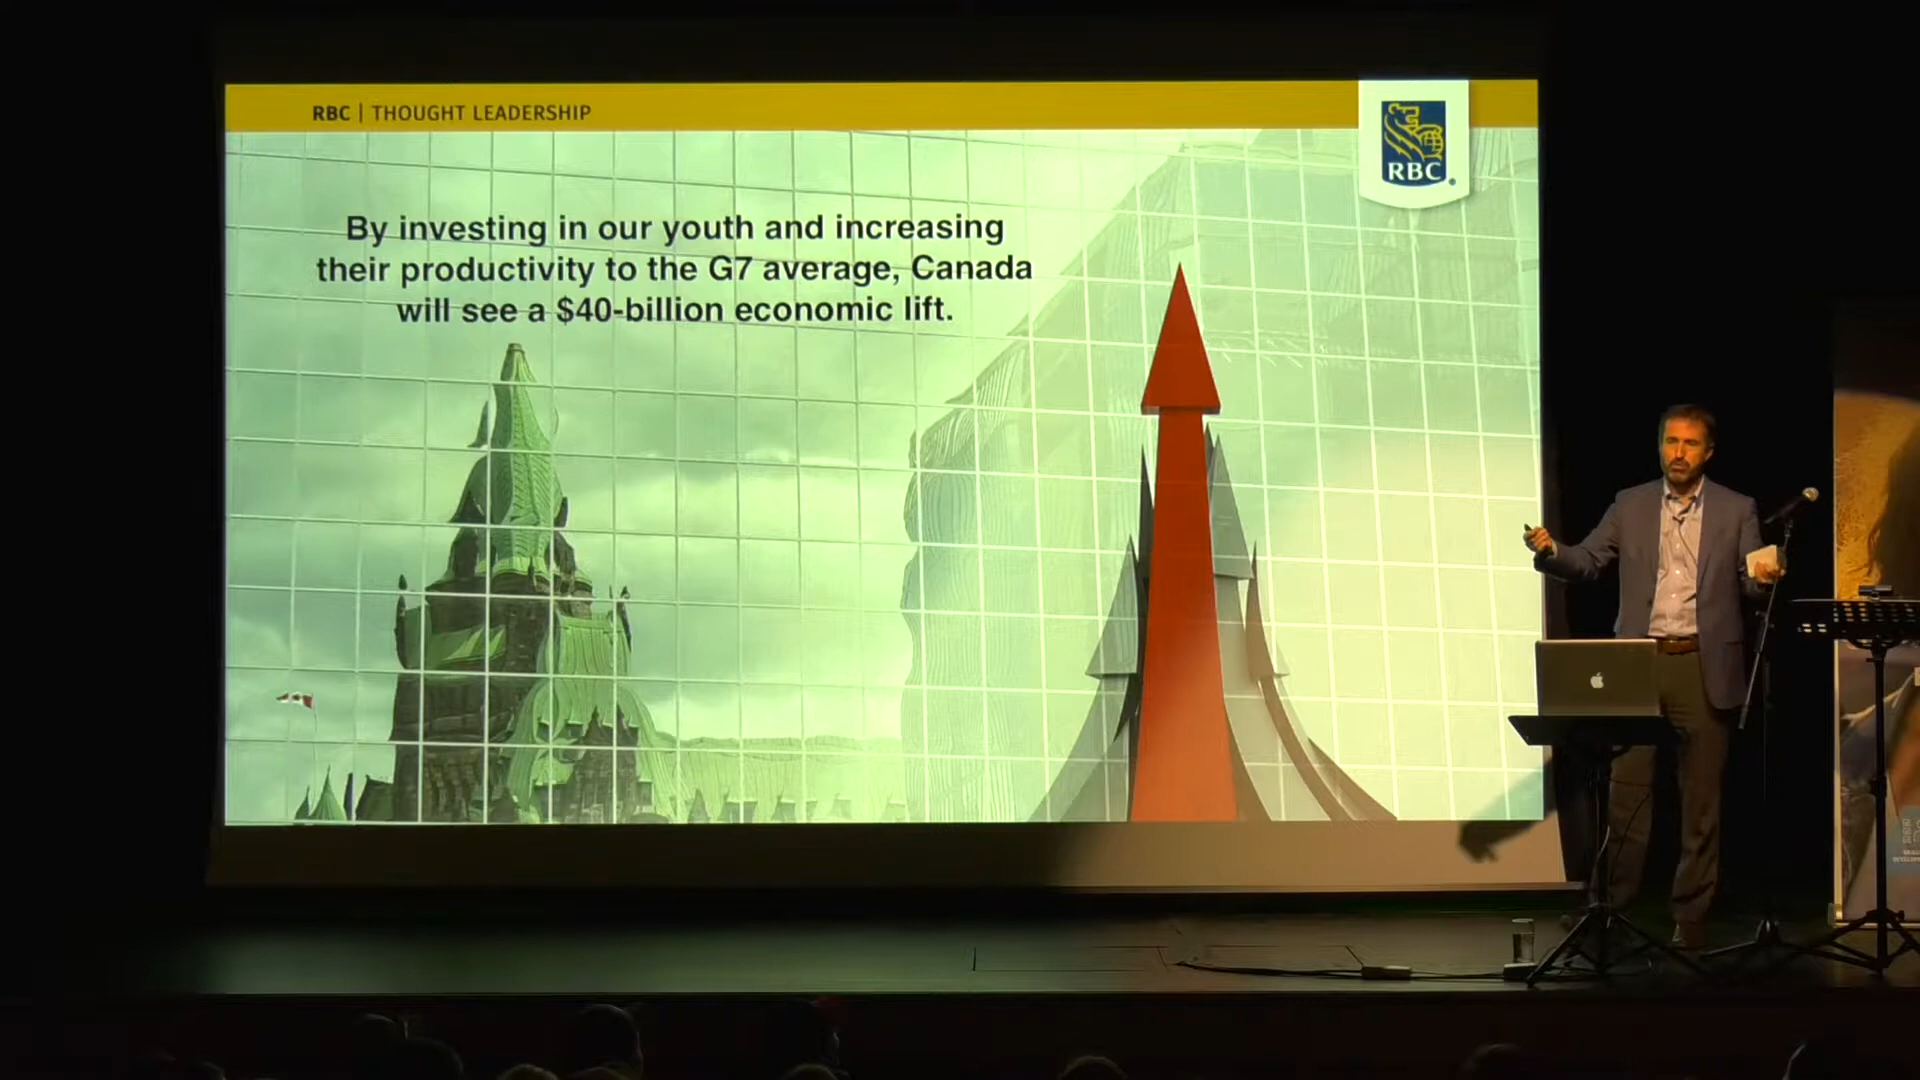 RBC | THOUGHT LEADERSHIP
RBC
By investing in our youth and increasing
their productivity to the G7 average, Canada
will see a $40-billion economic lift.